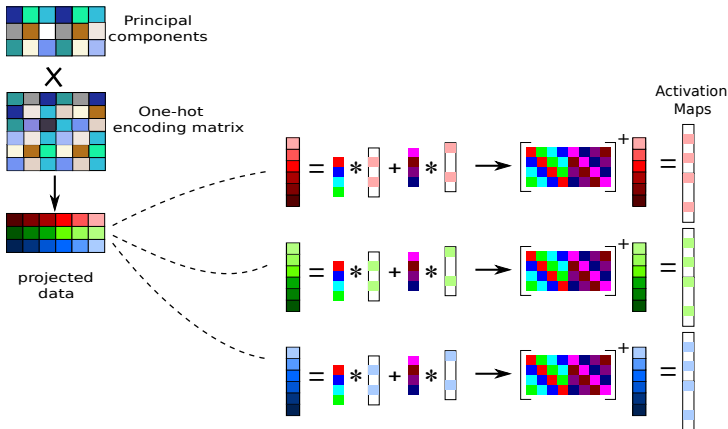 Principal
components
X
One-hot
encoding matrix
Activation
Maps
= * + * + =
projected
data
= * + * + =
= * + * + =